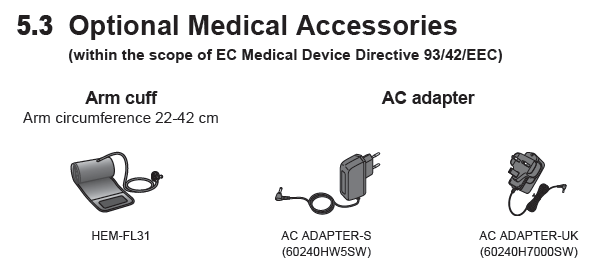 5.3 Optional Medical Accessories
(within the scope of EC Medical Device Directive 93/42/EEC)
Arm cuff
Arm circumference 22-42 cm
AC adapter
HEM-FL31
AC ADAPTER-S
(60240HW5SW)
AC ADAPTER-UK
(60240H7000SW)